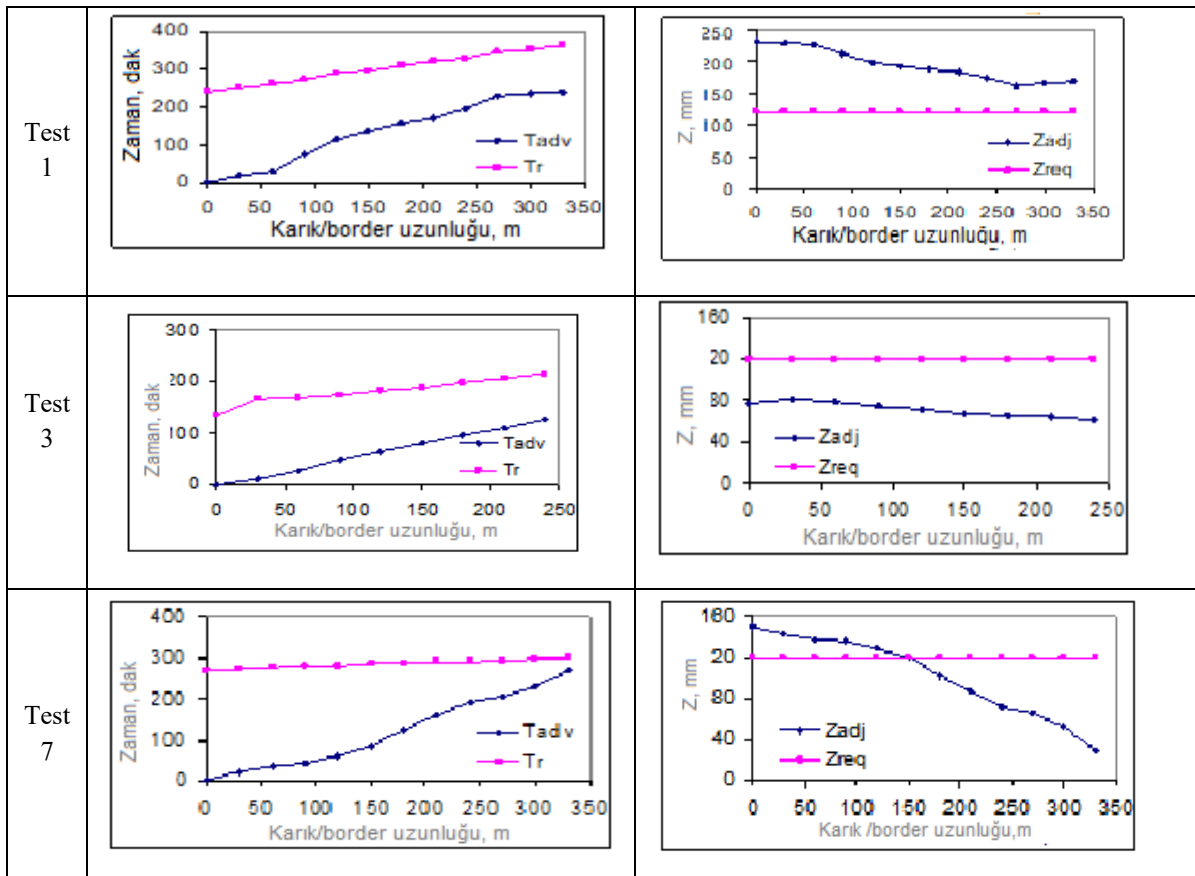 Test
1
Zaman, dak
400
300
200
100
0
Tadv
Tr
0 50 100 150 200 250 300 350
Karık/border uzunluğu, m
Z, mm
250
200
150
100
50
0
Zadj
Zreq
0 50 100 150 200 250 300 350
Karık/border uzunluğu, m
Test
3
Zaman, dak
300
200
100
0
Tadv
Tr
0 50 100 150 200 250
Karık/border uzunluğu, m
Z, mm
160
20
80
40
0
Zadj
Zreq
0 50 100 150 200 250
Karık/border uzunluğu, m
Test
7
Zaman, dak
400
300
200
100
0
Tadv
Tr
0 50 100 150 200 250 300 350
Karık/border uzunluğu, m
Z, mm
160
20
80
40
0
Zadj
Zreq
0 50 100 150 200 250 300 350
Karık /border uzunluğu,m